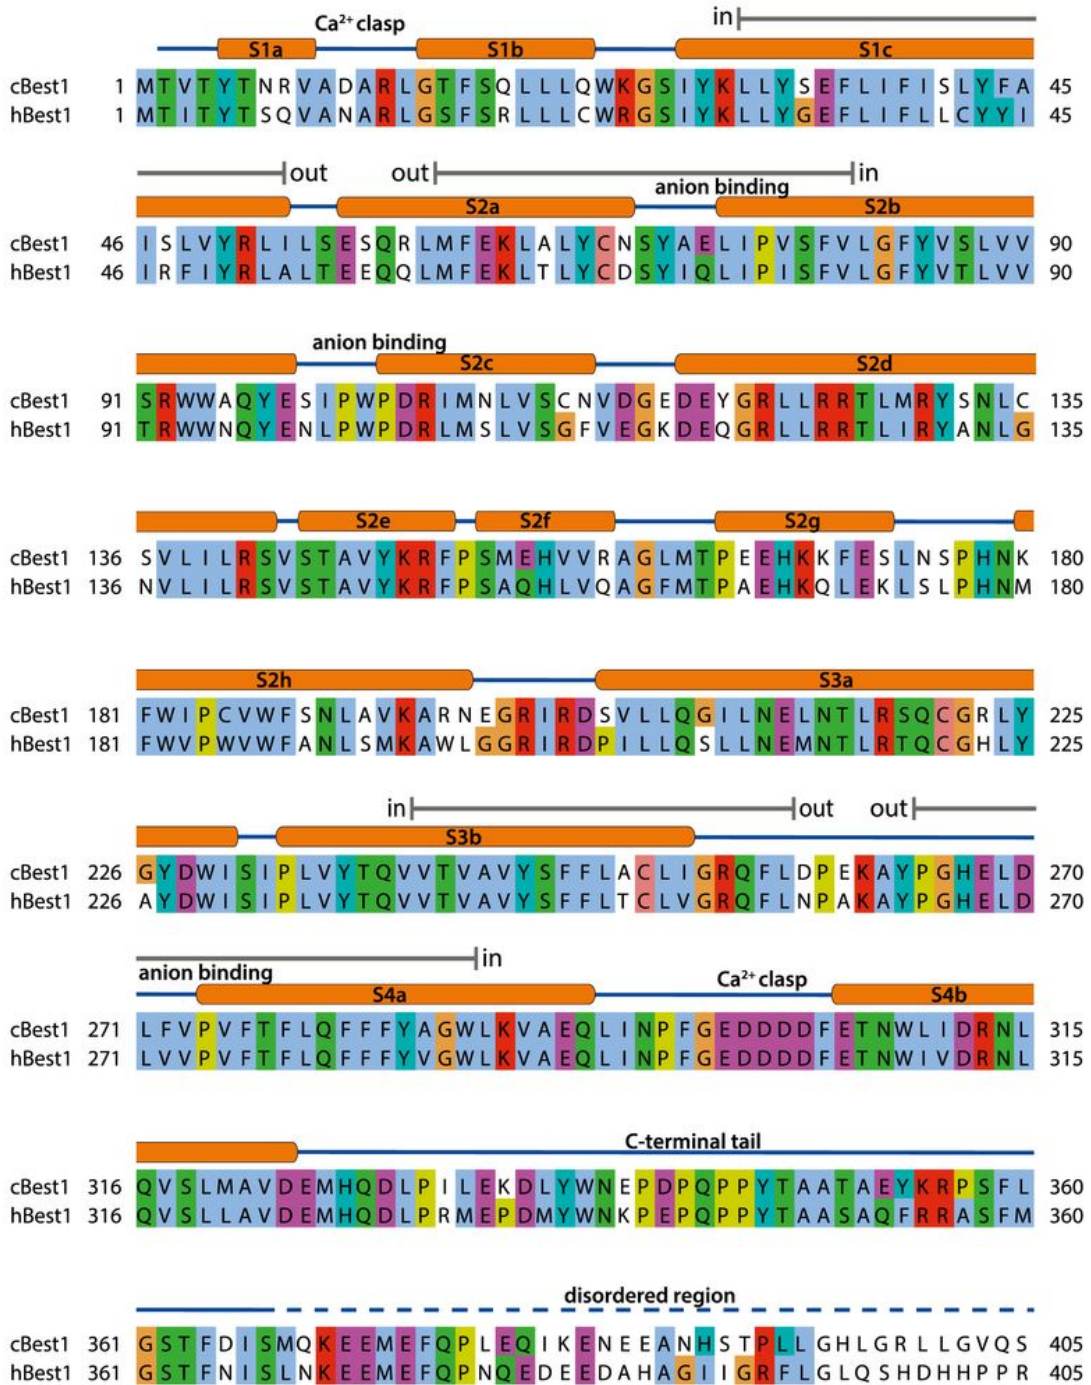 in
Ca²⁺ clasp
S1a S1b S1c
cBest1 1 MTVTYTNRVADARLGTFSQLLLQWKGSIYKLLYSEFLIFISLYFA 45
hBest1 1 MTITYTSQVANARLGSFSRLLLCWRGSIYKLLYGEFLIFLLCYYI 45
out out in
anion binding
S2a S2b
cBest1 46 ISLVYRLILSESQRLMFEKLALYCNSYAELIPVSFVLGFYVSLVV 90
hBest1 46 IRFIYRLALTEEQQLMFEKLTLYCDSYIQLIPISFVLGFYVTLVV 90
anion binding
S2c S2d
cBest1 91 SRWWAQYESIPWPDRIMNLVSCNVDGEDEYGRLLRRTLMRYSNLC 135
hBest1 91 TRWWNQYENLPWPDRLMSLVSGFVEGKDEQGRLLRRTLIRYANLG 135
S2e S2f S2g
cBest1 136 SVLILRSVSTAVYKRFPSMEHVVRAGLMTPEEHKKFESLNSPHNK 180
hBest1 136 NVLILRSVSTAVYKRFPSAQHLVQAGFMTPAEHKQLEKLSLPHNM 180
S2h S3a
cBest1 181 FWIPCVWFSNLAVKARNEGRIRDSVLLQGILNELNTLRSQCGRLY 225
hBest1 181 FWVPWVWFANLSMKAWLGGRIRDPILLQSLLNEMNTLRTQCGHLY 225
in out out
S3b
cBest1 226 GYDWISIPLVYTQVVTVAVYSFFLACLIGRQFLDPEKAYPGHELD 270
hBest1 226 AYDWISIPLVYTQVVTVAVYSFFLTCLVGRQFLNPAKAYPGHELD 270
in
anion binding Ca²⁺ clasp
S4a S4b
cBest1 271 LFVPVFTFLQFFFYAGWLKVAEQLINPFGEDDDDFETNWLIDRNL 315
hBest1 271 LVVPVFTFLQFFFYVGWLKVAEQLINPFGEDDDDFETNWIVDRNL 315
C-terminal tail
cBest1 316 QVSLMAVDEMHQDLPILEKDLYWNEPDPQPPYTAATAEYKRPSFL 360
hBest1 316 QVSLLAVDEMHQDLPRMEPDMYWNKPEPQPPYTAASAQFRRASFM 360
disordered region
cBest1 361 GSTFDISMQKEEMEFQPLEQIKENEEANHSTPLLGHLGRLLGVQS 405
hBest1 361 GSTFNISLNKEEMEFQPNQEDEEDAHAGIIGRFLGLQSHDHHPPR 405